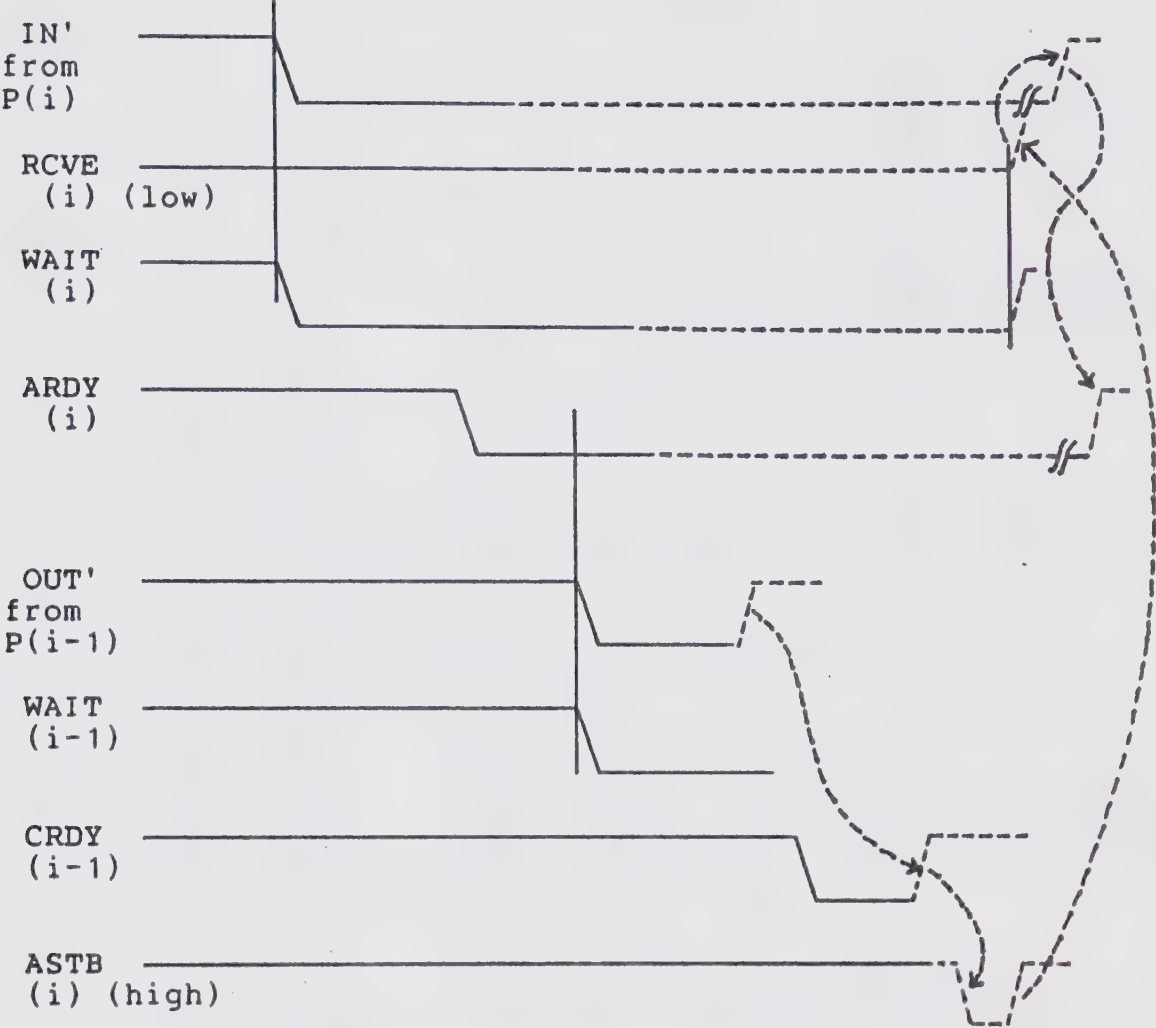 IN'
from
P(i)
RCVE
(i) (low)
WAIT
(i)
ARDY
(i)
OUT'
from
P(i-1)
WAIT
(i-1)
CRDY
(i-1)
ASTB
(i) (high)